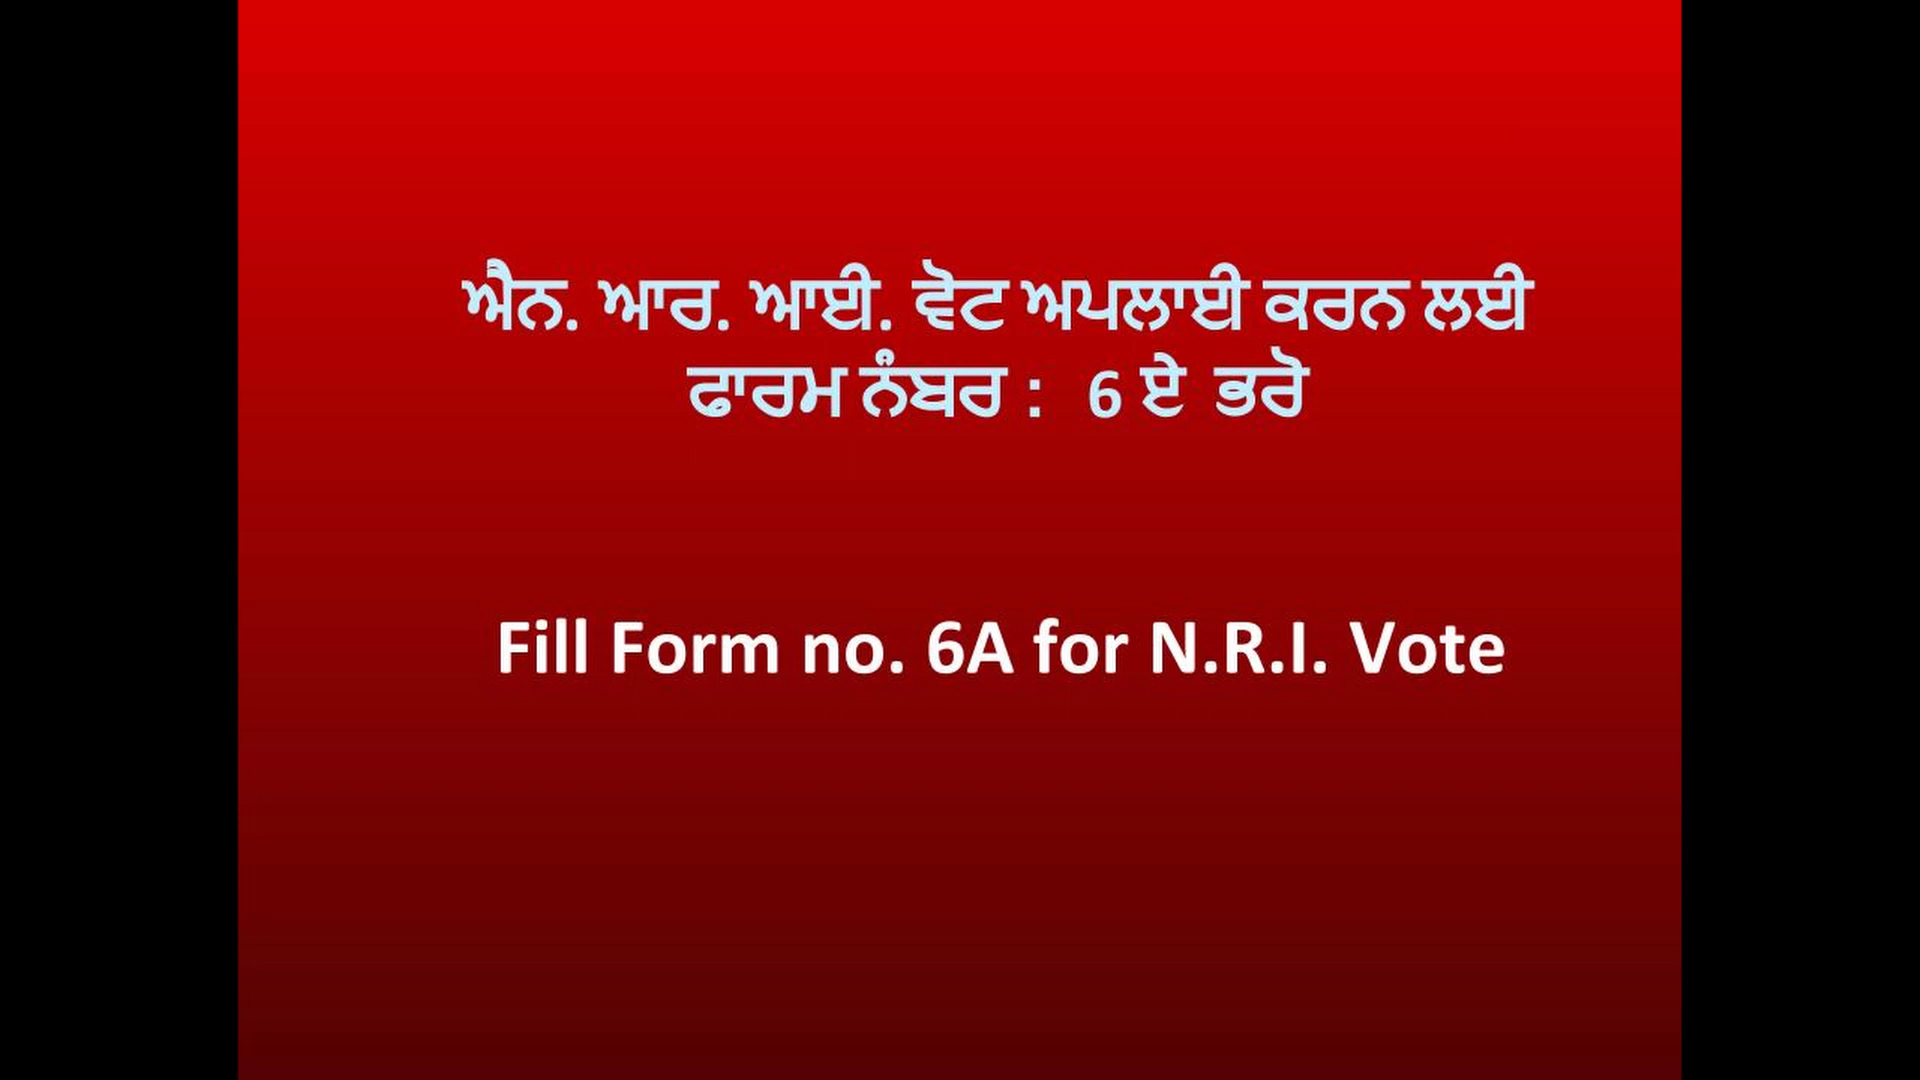 ਐਨ. ਆਰ. ਆਈ. ਵੋਟ ਅਪਲਾਈ ਕਰਨ ਲਈ
ਫਾਰਮ ਨੰਬਰ : 6 ਏ ਭਰੋ
Fill Form no. 6A for N.R.I. Vote